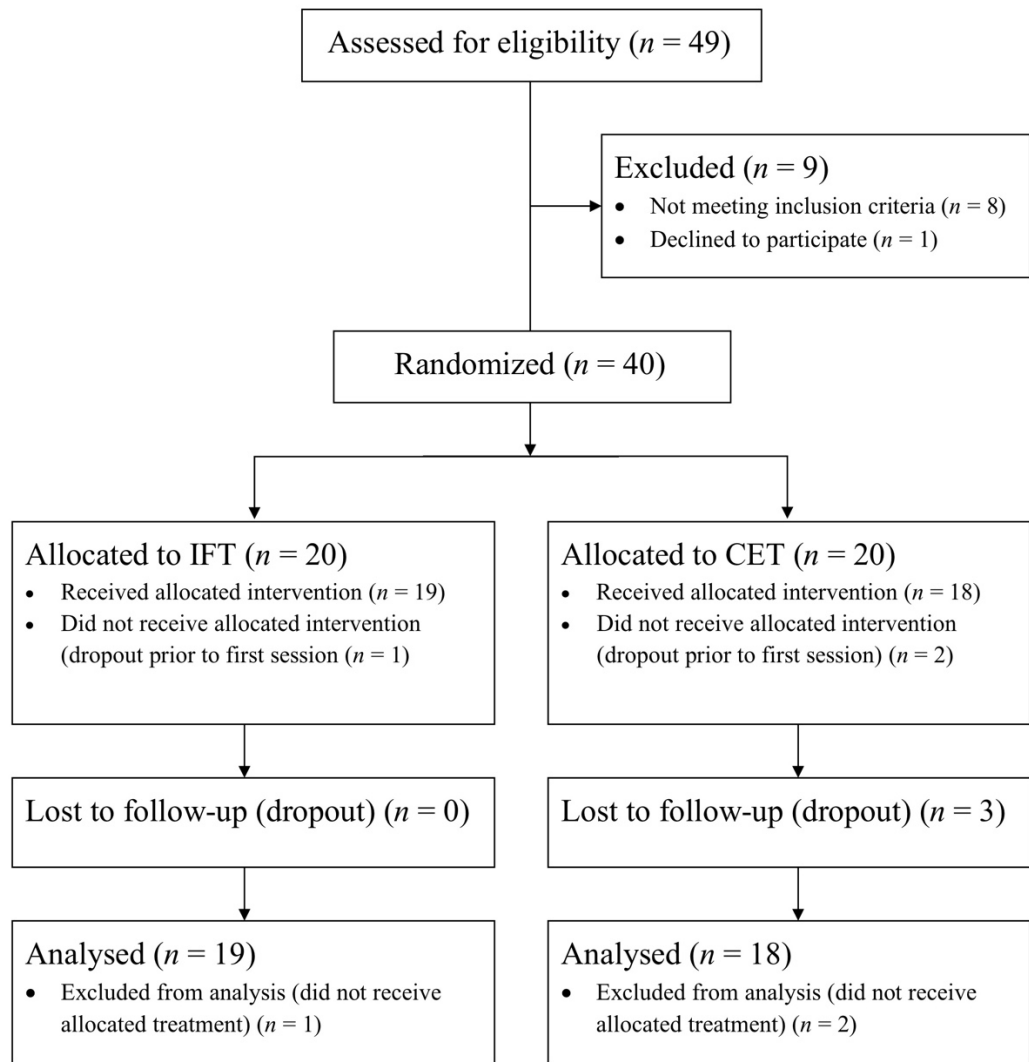 Assessed for eligibility (n = 49)
Excluded (n = 9)
• Not meeting inclusion criteria (n = 8)
• Declined to participate (n = 1)
Randomized (n = 40)
Allocated to IFT (n = 20)
• Received allocated intervention (n = 19)
• Did not receive allocated intervention
(dropout prior to first session (n = 1)
Allocated to CET (n = 20)
• Received allocated intervention (n = 18)
• Did not receive allocated intervention
(dropout prior to first session) (n = 2)
Lost to follow-up (dropout) (n = 0)
Lost to follow-up (dropout) (n = 3)
Analysed (n = 19)
• Excluded from analysis (did not receive
allocated treatment) (n = 1)
Analysed (n = 18)
• Excluded from analysis (did not receive
allocated treatment) (n = 2)